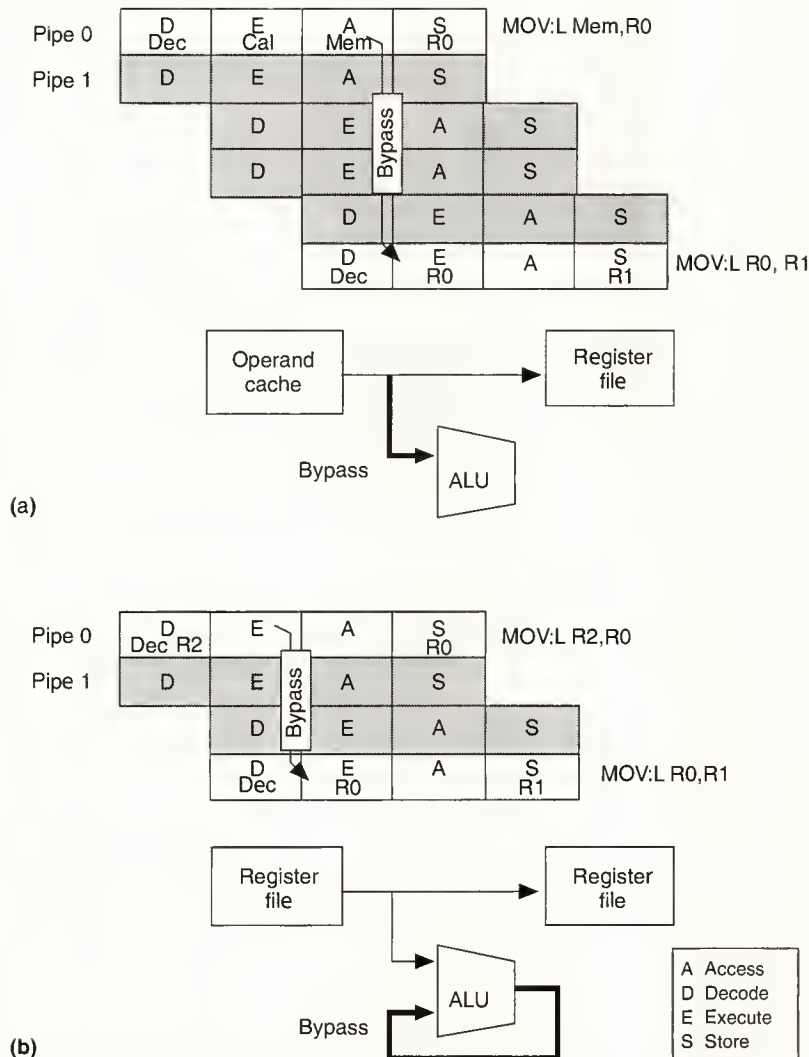 Pipe 0 D E A S MOV:L Mem,R0
Dec Cal Mem R0
Pipe 1 D E A S
D E A S
D E A S
D E A S
D E A S MOV:L R0, R1
Dec R0 R1
Bypass
Operand
cache
Register
file
Bypass
ALU
(a)
Pipe 0 D E A S MOV:L R2,R0
Dec R2 R0
Pipe 1 D E A S
D E A S
D E A S MOV:L R0,R1
Dec R0 R1
Bypass
Register
file
Register
file
ALU
Bypass
A Access
D Decode
E Execute
S Store
(b)